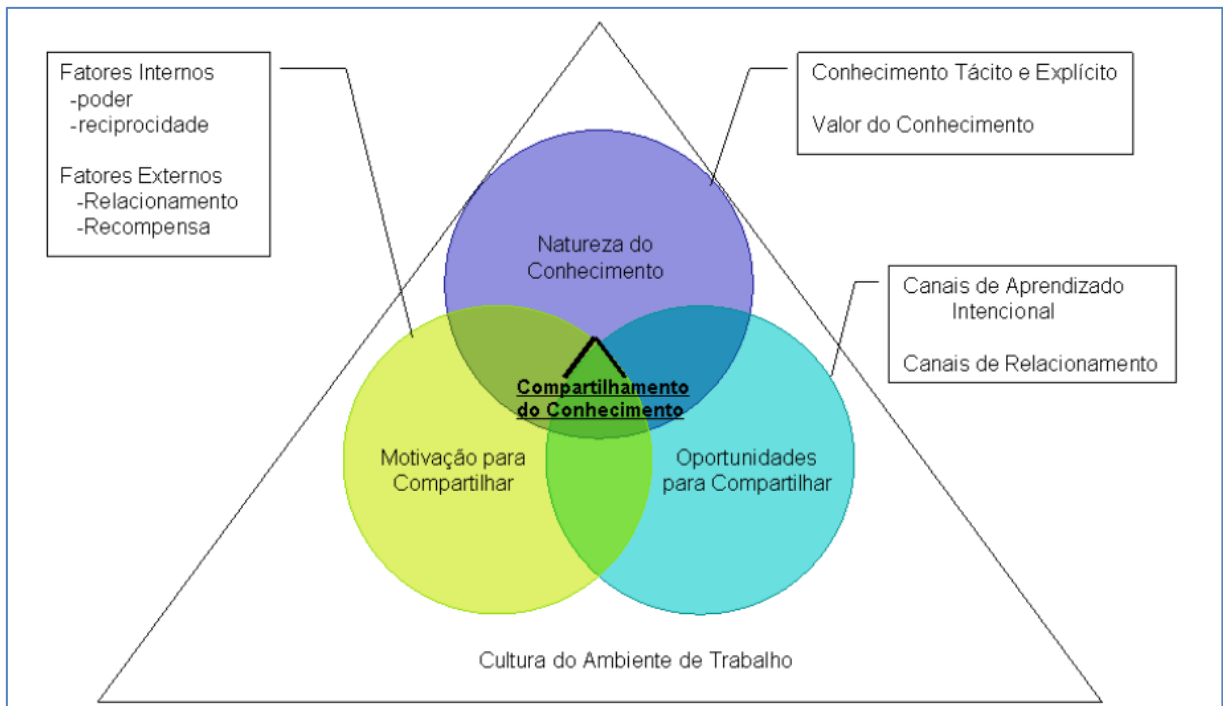 Fatores Internos
-poder
-reciprocidade
Fatores Externos
-Relacionamento
-Recompensa
Conhecimento Tácito e Explícito
Valor do Conhecimento
Natureza do
Conhecimento
Canais de Aprendizado
Intencional
Canais de Relacionamento
Compartilhamento
do Conhecimento
Motivação para
Compartilhar
Oportunidades
para Compartilhar
Cultura do Ambiente de Trabalho